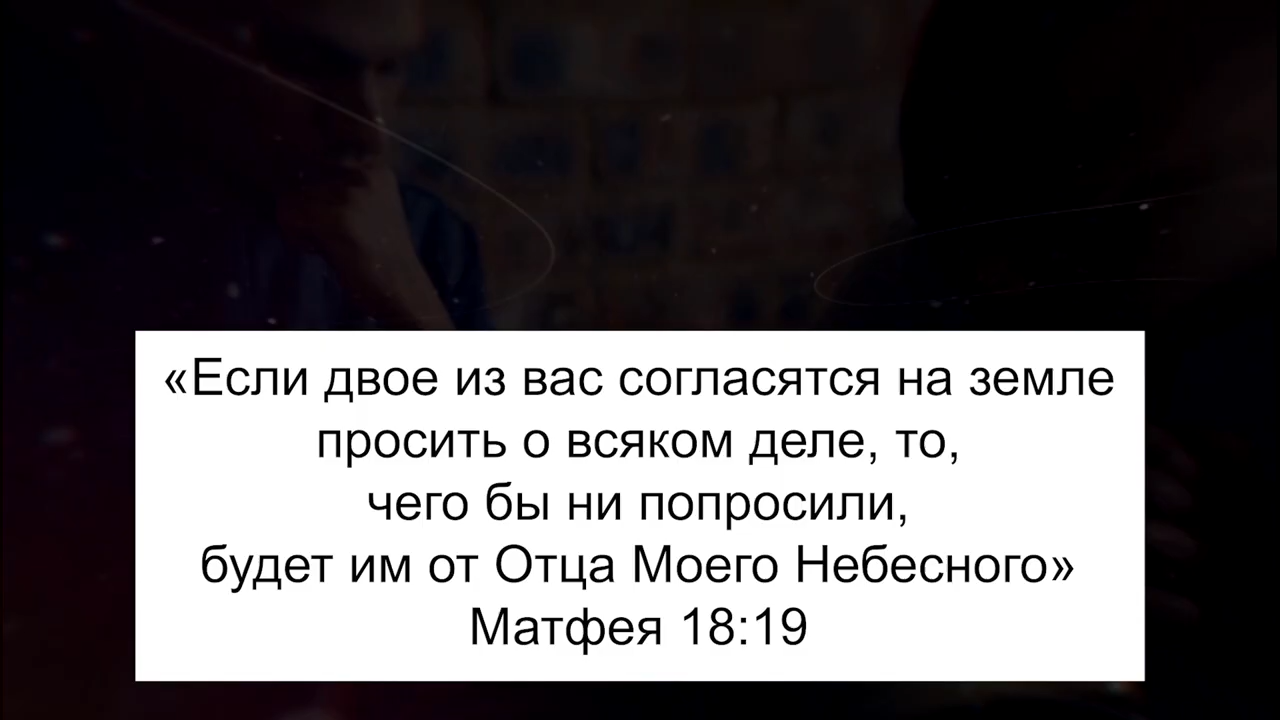 «Если двое из вас согласятся на земле
просить о всяком деле, то,
чего бы ни попросили,
будет им от Отца Моего Небесного»
Матфея 18:19